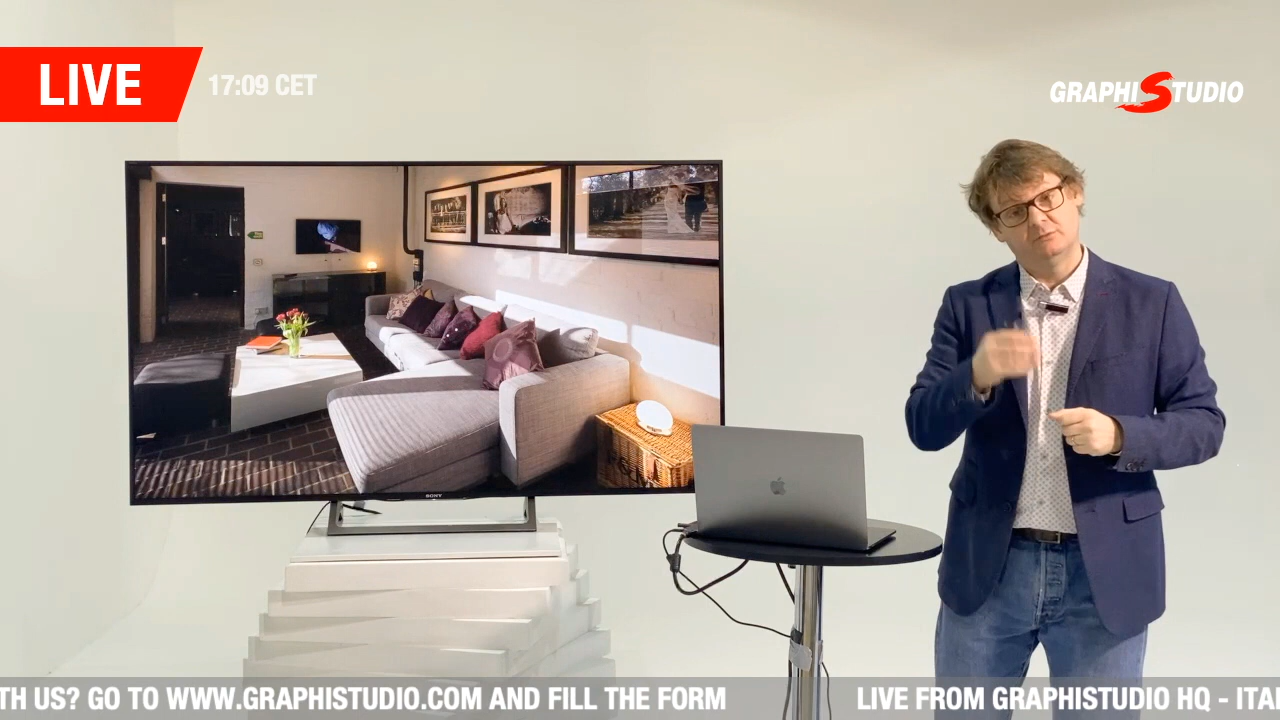 LIVE
17:09 CET
GRAPHISTUDIO
SONY
TH US? GO TO WWW.GRAPHISTUDIO.COM AND FILL THE FORM
LIVE FROM GRAPHISTUDIO HQ - ITA